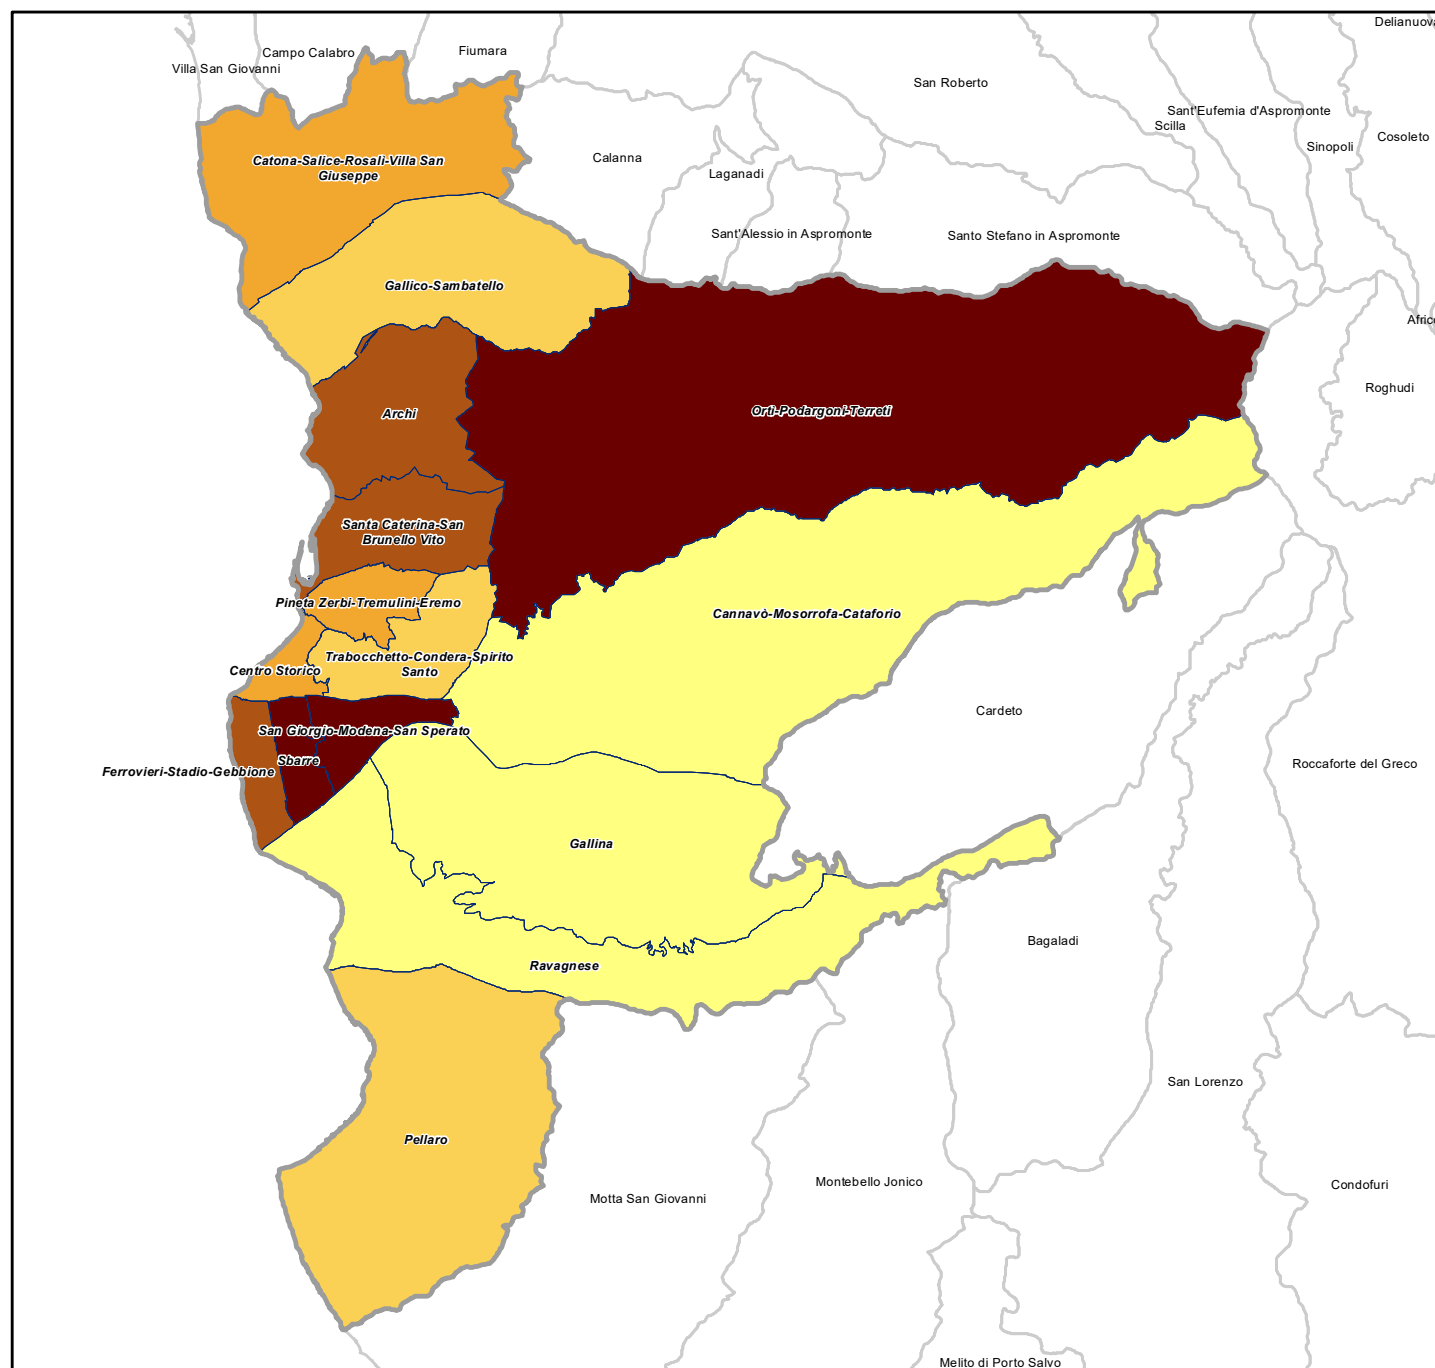 Delianuova
Campo Calabro
Fiumara
Villa San Giovanni
San Roberto
Sant'Eufemia d'Aspromonte
Scilla
Cosoleto
Sinopoli
Catona-Salice-Rosali-Villa San
Giuseppe
Calanna
Laganadi
Sant'Alessio in Aspromonte
Santo Stefano in Aspromonte
Gallico-Sambatello
Africo
Roghudi
Archi
Orti-Podargoni-Terreti
Santa Caterina-San
Brunello Vito
Pineta Zerbi-Tremulini-Eremo
Cannavò-Mosorrofa-Cataforio
Trabocchetto-Condera-Spirito
Santo
Centro Storico
Cardeto
San Giorgio-Modena-San Sperato
Sbarre
Ferrovieri-Stadio-Gebbione
Roccaforte del Greco
Gallina
Bagaladi
Ravagnese
San Lorenzo
Pellaro
Motta San Giovanni
Montebello Jonico
Condofuri
Melito di Porto Salvo